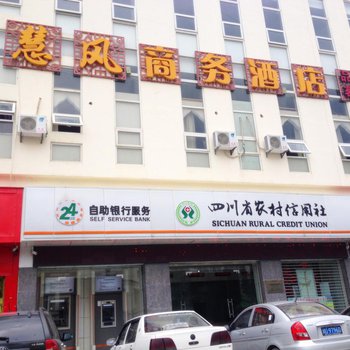 慧风商务酒店
24
自助银行服务
SELF SERVICE BANK
四川省农村信用社
SICHUAN RURAL CREDIT UNION